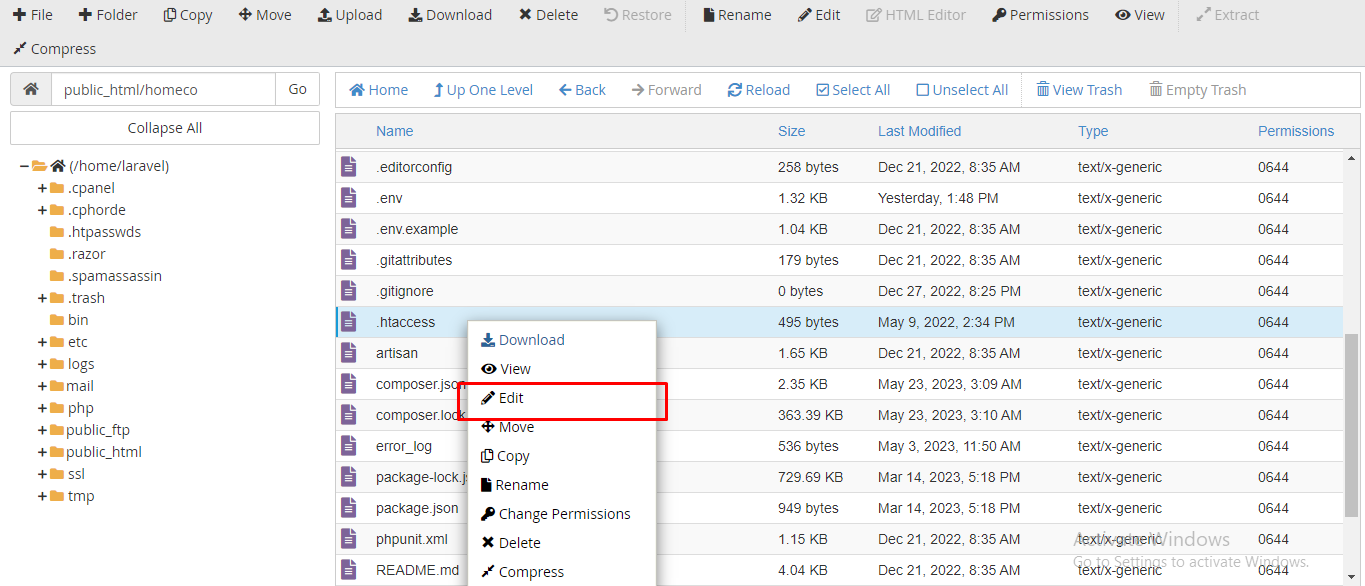 File Folder Copy Move Upload Download Delete Restore Rename Edit HTML Editor Permissions View Extract
Compress
public_html/homeco Go
Collapse All
(/home/laravel)
.cpanel
.cphorde
.htpasswds
.razor
.spamassassin
.trash
bin
etc
logs
mail
php
public_ftp
public_html
ssl
tmp
Home Up One Level Back Forward Reload Select All Unselect All View Trash Empty Trash
Name Size Last Modified Type Permissions
.editorconfig 258 bytes Dec 21, 2022, 8:35 AM text/x-generic 0644
.env 1.32 KB Yesterday, 1:48 PM text/x-generic 0644
.env.example 1.04 KB Dec 21, 2022, 8:35 AM text/x-generic 0644
.gitattributes 179 bytes Dec 21, 2022, 8:35 AM text/x-generic 0644
.gitignore 0 bytes Dec 27, 2022, 8:25 PM text/x-generic 0644
.htaccess 495 bytes May 9, 2022, 2:34 PM text/x-generic 0644
artisan 1.65 KB Dec 21, 2022, 8:35 AM text/x-generic 0644
composer.json 2.35 KB May 23, 2023, 3:09 AM text/x-generic 0644
composer.lock 363.39 KB May 23, 2023, 3:10 AM text/x-generic 0644
error_log 536 bytes May 3, 2023, 11:50 AM text/x-generic 0644
package-lock.js 729.69 KB Mar 14, 2023, 5:18 PM text/x-generic 0644
package.json 949 bytes Mar 14, 2023, 5:18 PM text/x-generic 0644
phpunit.xml 1.15 KB Dec 21, 2022, 8:35 AM text/x-generic 0644
README.md 4.04 KB Dec 21, 2022, 8:35 AM text/x-generic 0644
Download
View
Edit
Move
Copy
Rename
Change Permissions
Delete
Compress
Activate Windows
Go to Settings to activate Windows.